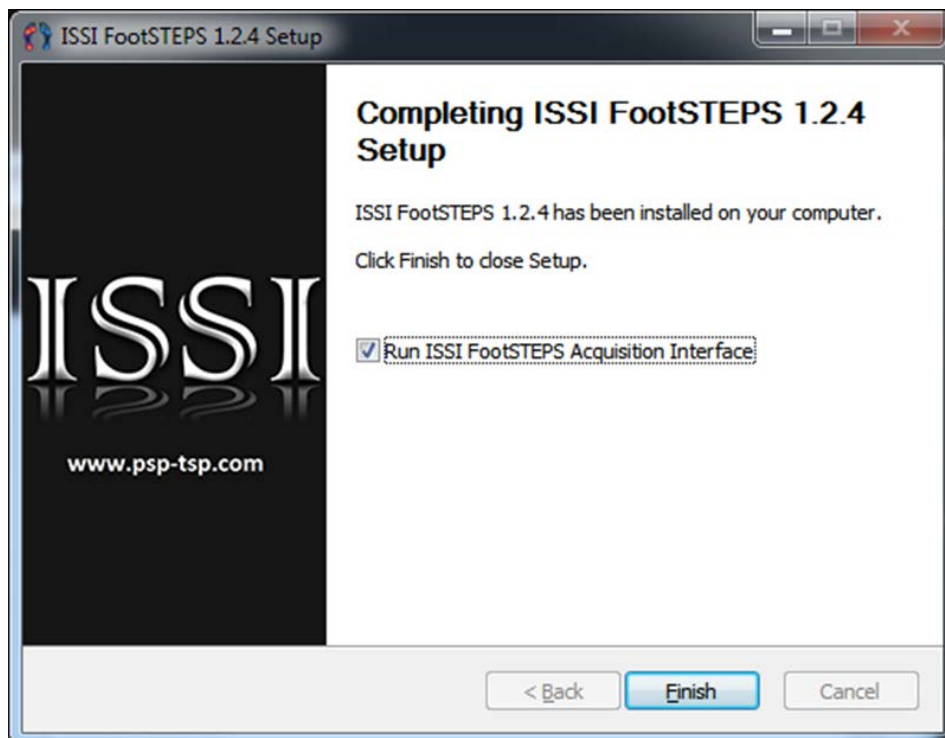 ISSI FootSTEPS 1.2.4 Setup
ISSI
www.psp-tsp.com
Completing ISSI FootSTEPS 1.2.4
Setup
ISSI FootSTEPS 1.2.4 has been installed on your computer.
Click Finish to close Setup.
Run ISSI FootSTEPS Acquisition Interface
< Back
Finish
Cancel